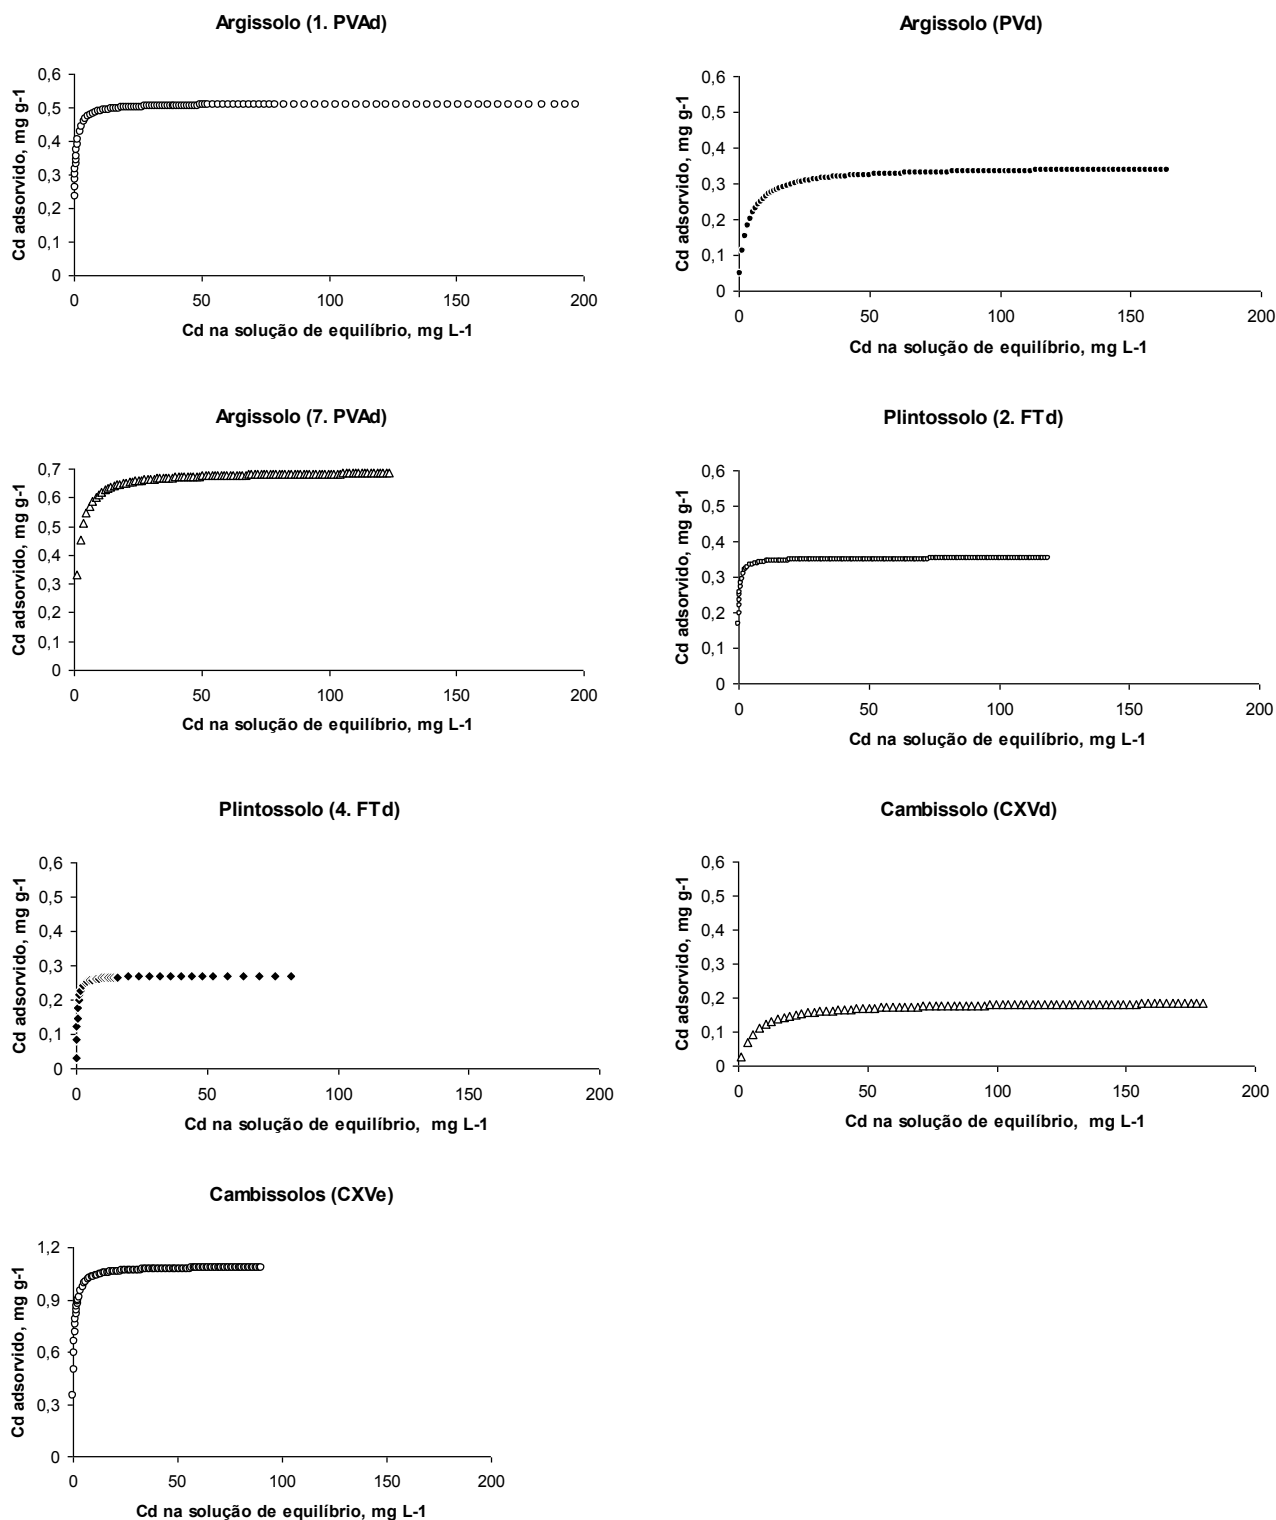 Argissolo (1. PVAd)
0,6
0,5
0,4
0,3
0,2
0,1
0
Cd adsorvido, mg g-1
0 50 100 150 200
Cd na solução de equilíbrio, mg L-1
Argissolo (PVd)
0,6
0,5
0,4
0,3
0,2
0,1
0
Cd adsorvido, mg g-1
0 50 100 150 200
Cd na solução de equilíbrio, mg L-1
Argissolo (7. PVAd)
0,7
0,6
0,5
0,4
0,3
0,2
0,1
0
Cd adsorvido, mg g-1
0 50 100 150 200
Cd na solução de equilíbrio, mg L-1
Plintossolo (2. FTd)
0,6
0,5
0,4
0,3
0,2
0,1
0
Cd adsorvido, mg g-1
0 50 100 150 200
Cd na solução de equilíbrio, mg L-1
Plintossolo (4. FTd)
0,6
0,5
0,4
0,3
0,2
0,1
0
Cd adsorvido, mg g-1
0 50 100 150 200
Cd na solução de equilíbrio, mg L-1
Cambissolo (CXVd)
0,6
0,5
0,4
0,3
0,2
0,1
0
Cd adsorvido, mg g-1
0 50 100 150 200
Cd na solução de equilíbrio, mg L-1
Cambissolos (CXVe)
1,2
0,9
0,6
0,3
0
Cd adsorvido, mg g-1
0 50 100 150 200
Cd na solução de equilíbrio, mg L-1